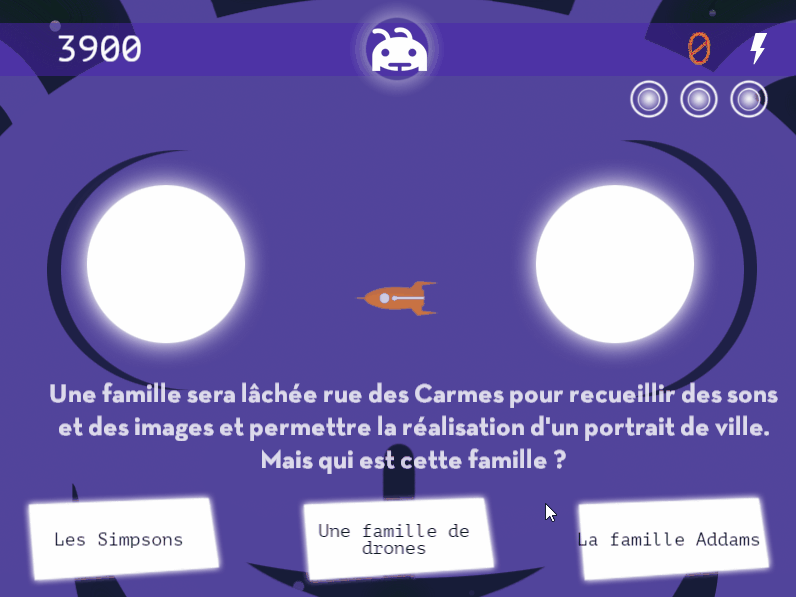 3900
0
Une famille sera lâchée rue des Carmes pour recueillir des sons
et des images et permettre la réalisation d'un portrait de ville.
Mais qui est cette famille ?
Les Simpsons
Une famille de
drones
La famille Addams